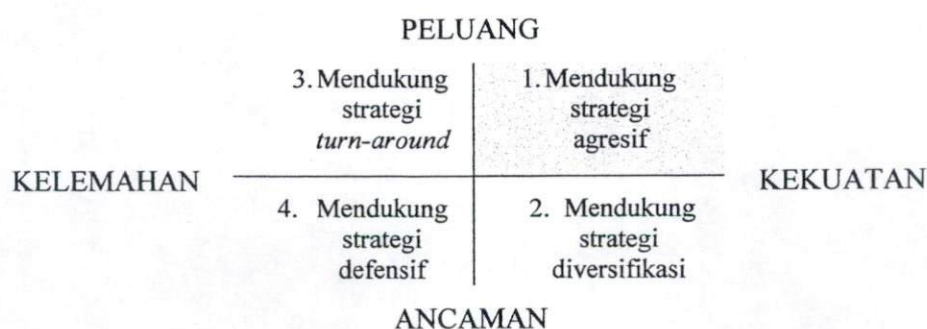 PELUANG
3. Mendukung
strategi
turn-around
1. Mendukung
strategi
agresif
KELEMAHAN
KEKUATAN
4. Mendukung
strategi
defensif
2. Mendukung
strategi
diversifikasi
ANCAMAN